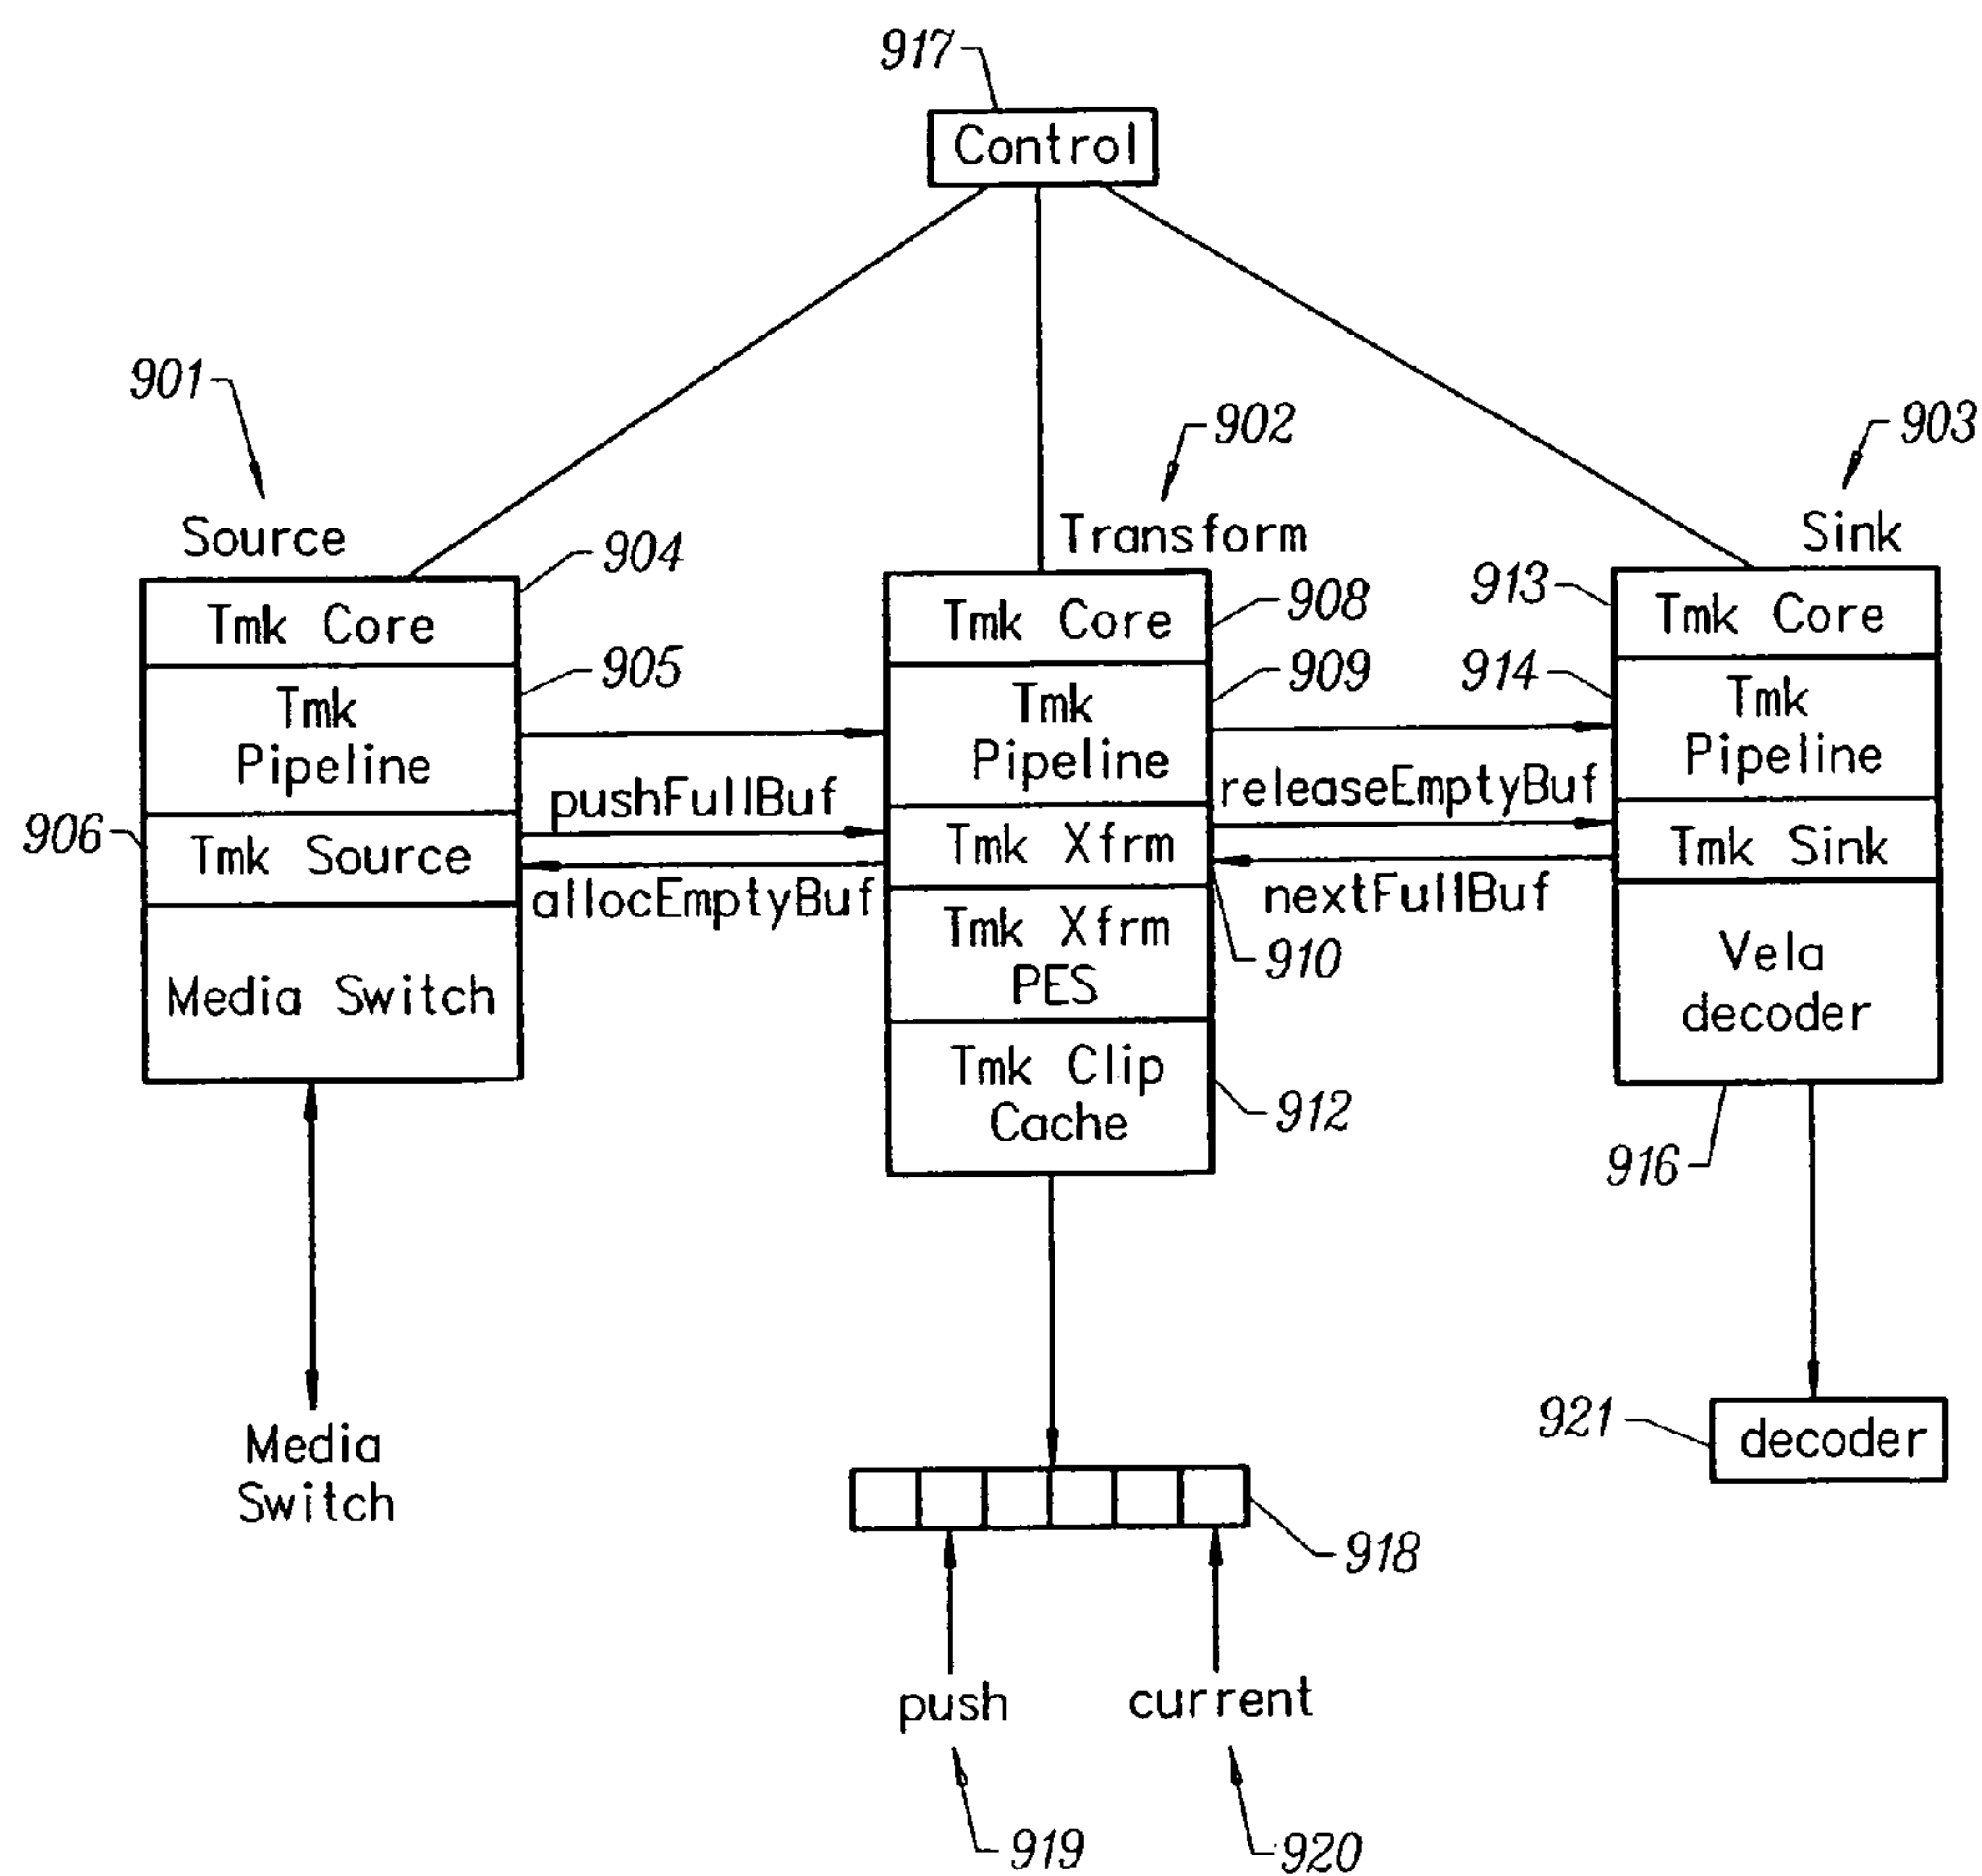 917
Control
901
902
903
Source
Transform
Sink
904
Tmk Core
905
Tmk
Pipeline
906
Tmk Source
Media Switch
pushFullBuf
allocEmptyBuf
908
Tmk Core
909
Tmk
Pipeline
Tmk Xfrm
910
Tmk Xfrm
PES
Tmk Clip
Cache
912
releaseEmptyBuf
nextFullBuf
913
Tmk Core
914
Tmk
Pipeline
Tmk Sink
Vela
decoder
916
Media
Switch
921
decoder
918
push
current
919
920